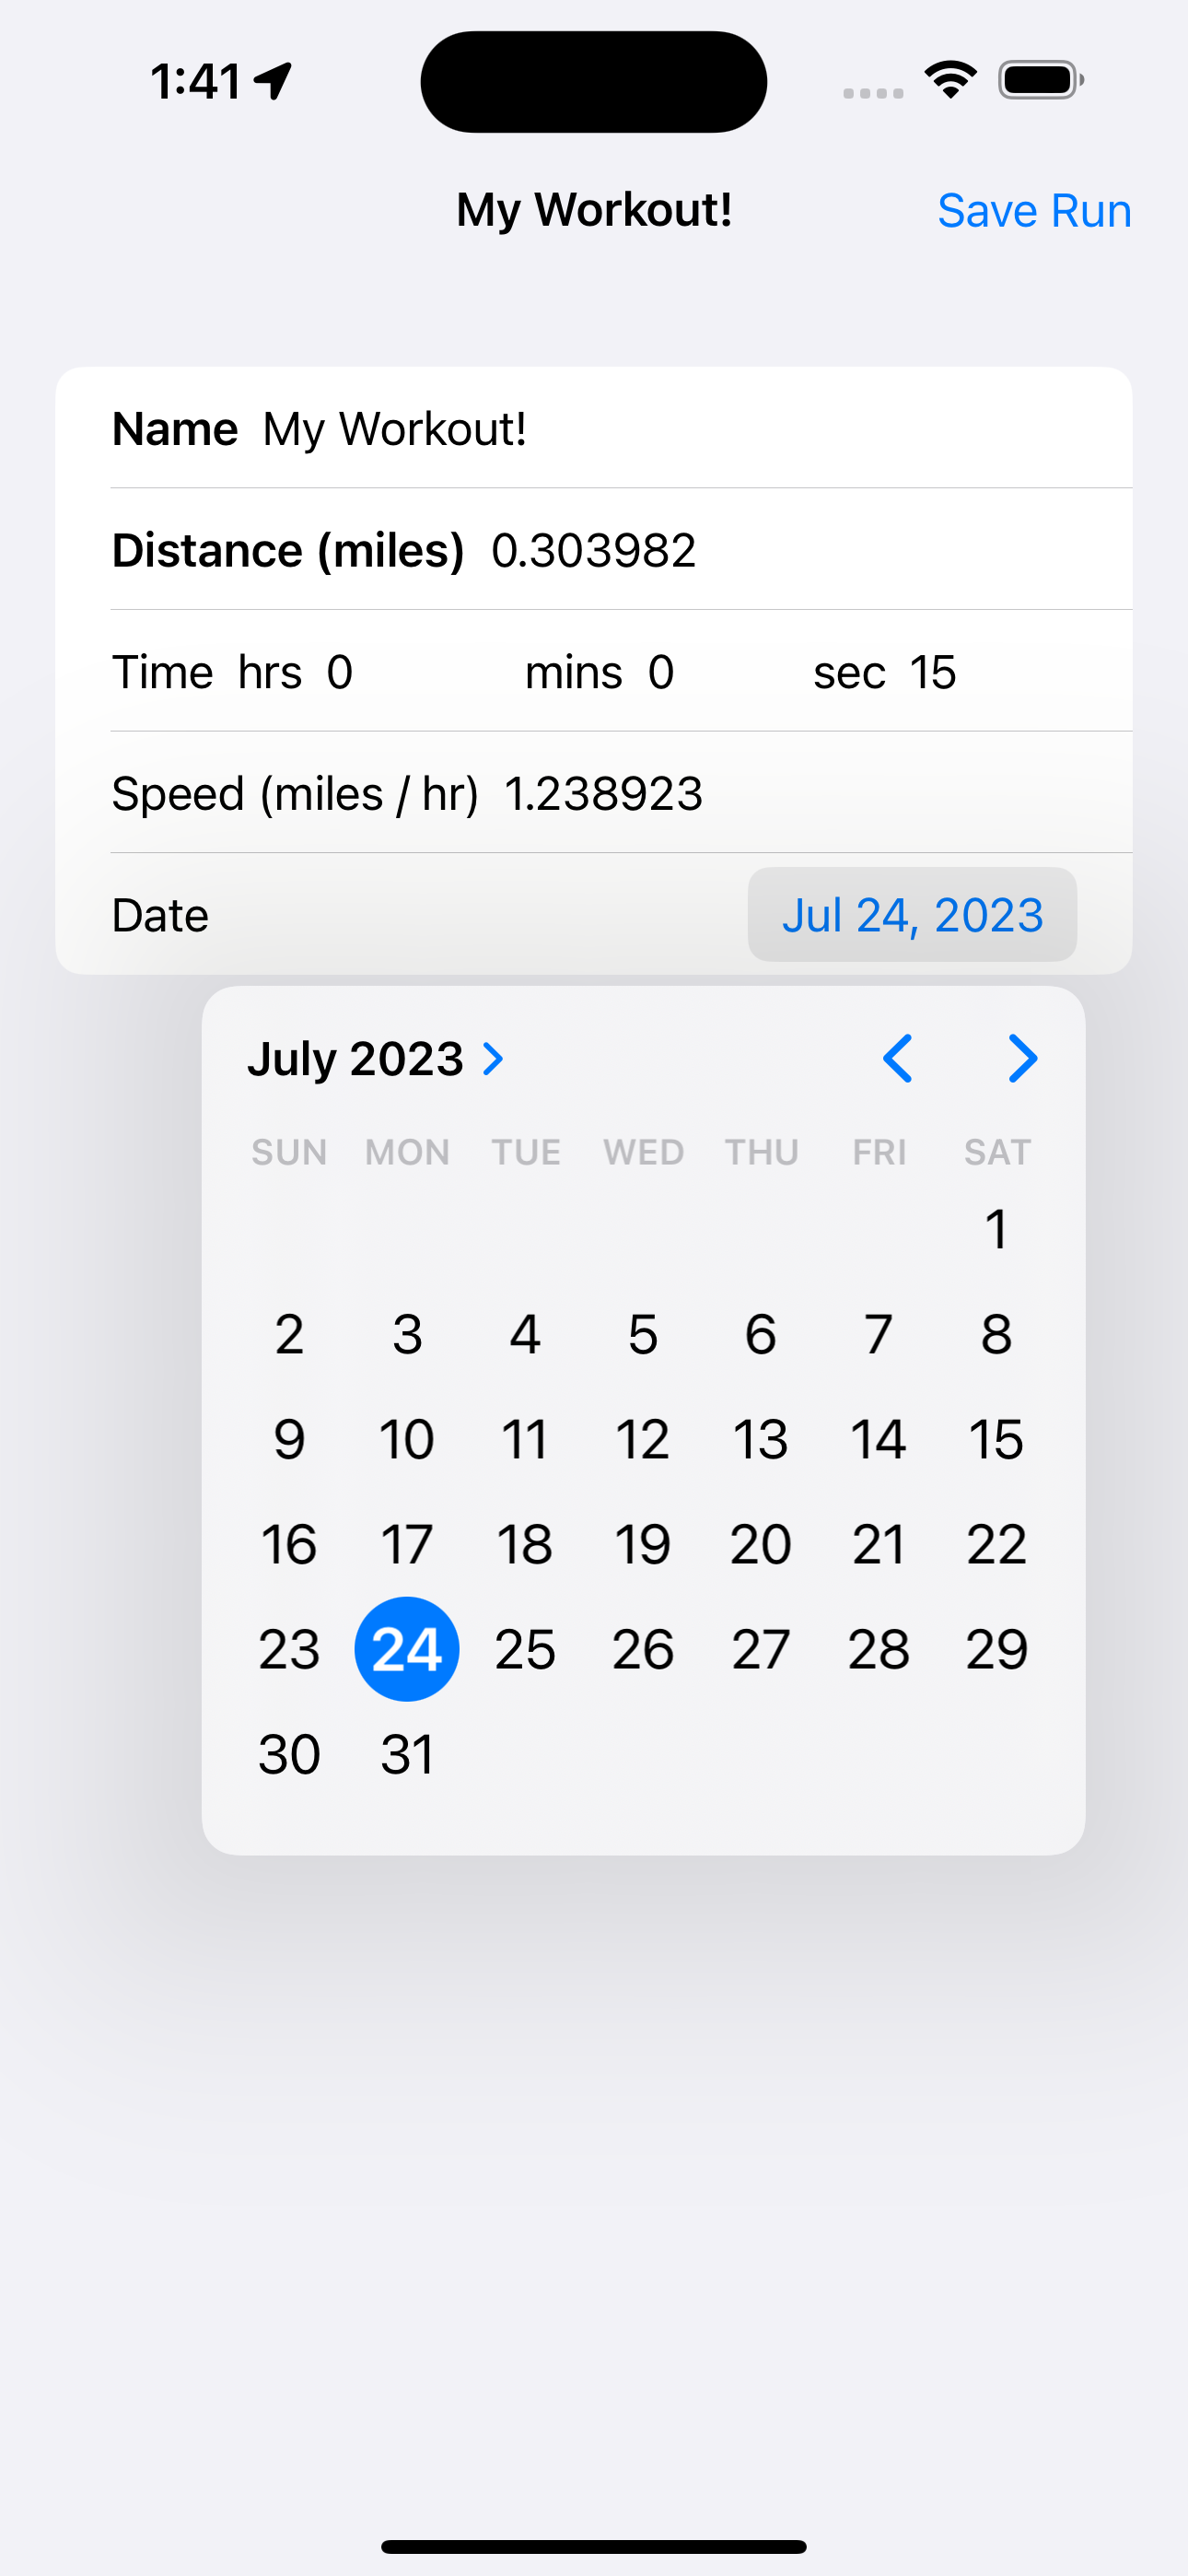 1:41
My Workout!
Save Run
Name My Workout!
Distance (miles) 0.303982
Time hrs 0 mins 0 sec 15
Speed (miles / hr) 1.238923
Date Jul 24, 2023
July 2023
SUN MON TUE WED THU FRI SAT
1
2 3 4 5 6 7 8
9 10 11 12 13 14 15
16 17 18 19 20 21 22
23 24 25 26 27 28 29
30 31